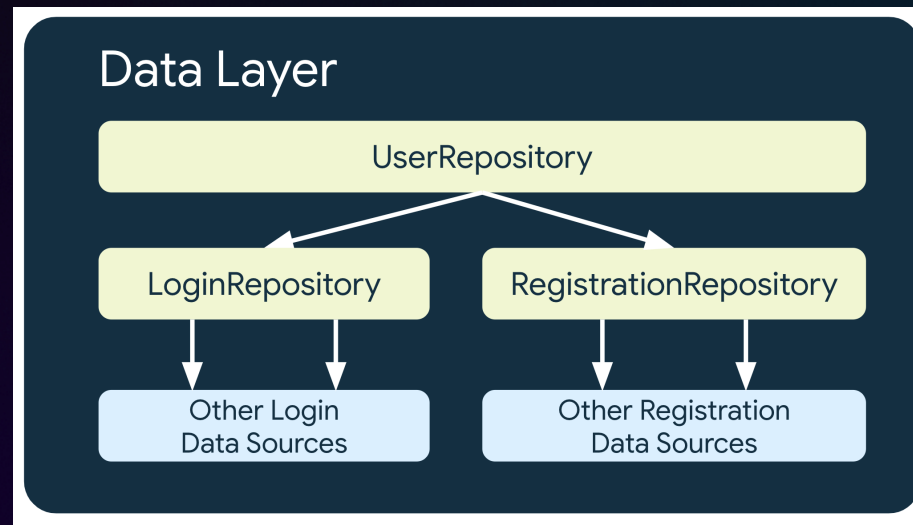 Data Layer
UserRepository
LoginRepository
RegistrationRepository
Other Login
Data Sources
Other Registration
Data Sources